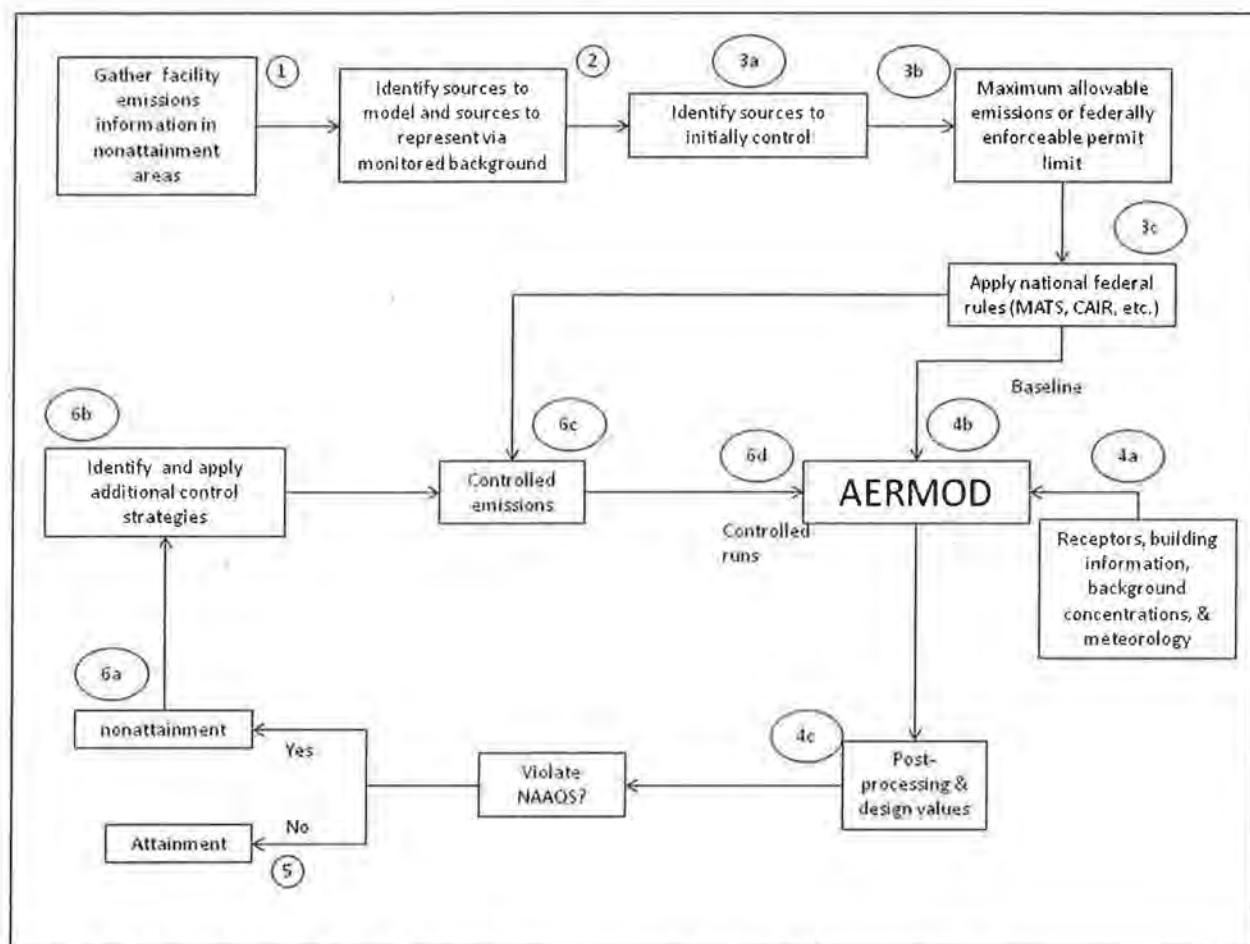 1
Gather facility
emissions
information in
nonattainment
areas
2
Identify sources to
model and sources to
represent via
monitored background
3a
Identify sources to
initially control
3b
Maximum allowable
emissions or federally
enforceable permit
limit
3c
Apply national federal
rules (MATS, CAIR, etc.)
Baseline
6b
Identify and apply
additional control
strategies
6c
Controlled
emissions
6d
Controlled
runs
4b
AERMOD
4a
Receptors, building
information,
background
concentrations, &
meteorology
6a
nonattainment
Yes
Violate
NAAQS?
4c
Post-
processing &
design values
No
Attainment
5